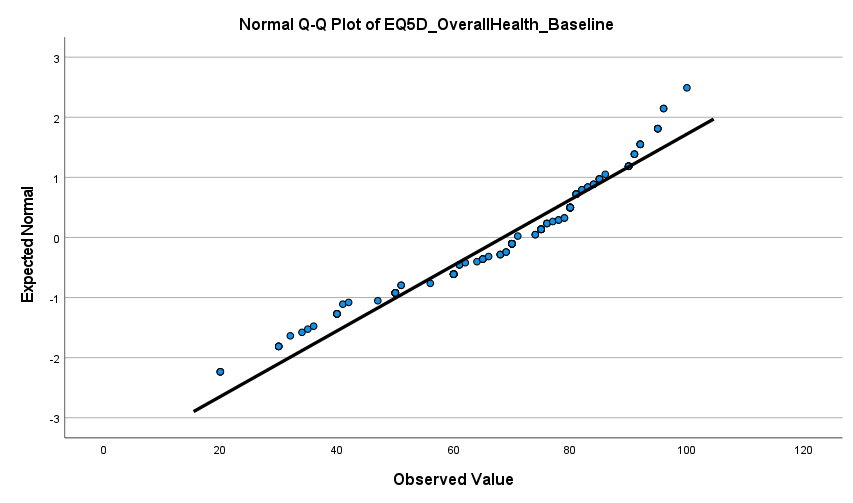 Normal Q-Q Plot of EQ5D_OverallHealth_Baseline
3
2
1
0
-1
-2
-3
Expected Normal
0 20 40 60 80 100 120
Observed Value